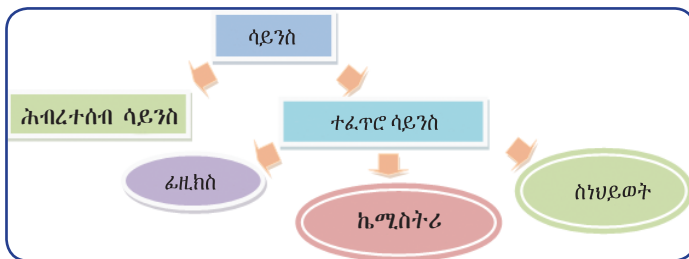 ሳይንስ
ሕብረተሰብ ሳይንስ
ተፈጥሮ ሳይንስ
ፊዚክስ
ኬሚስትሪ
ስነህይወት